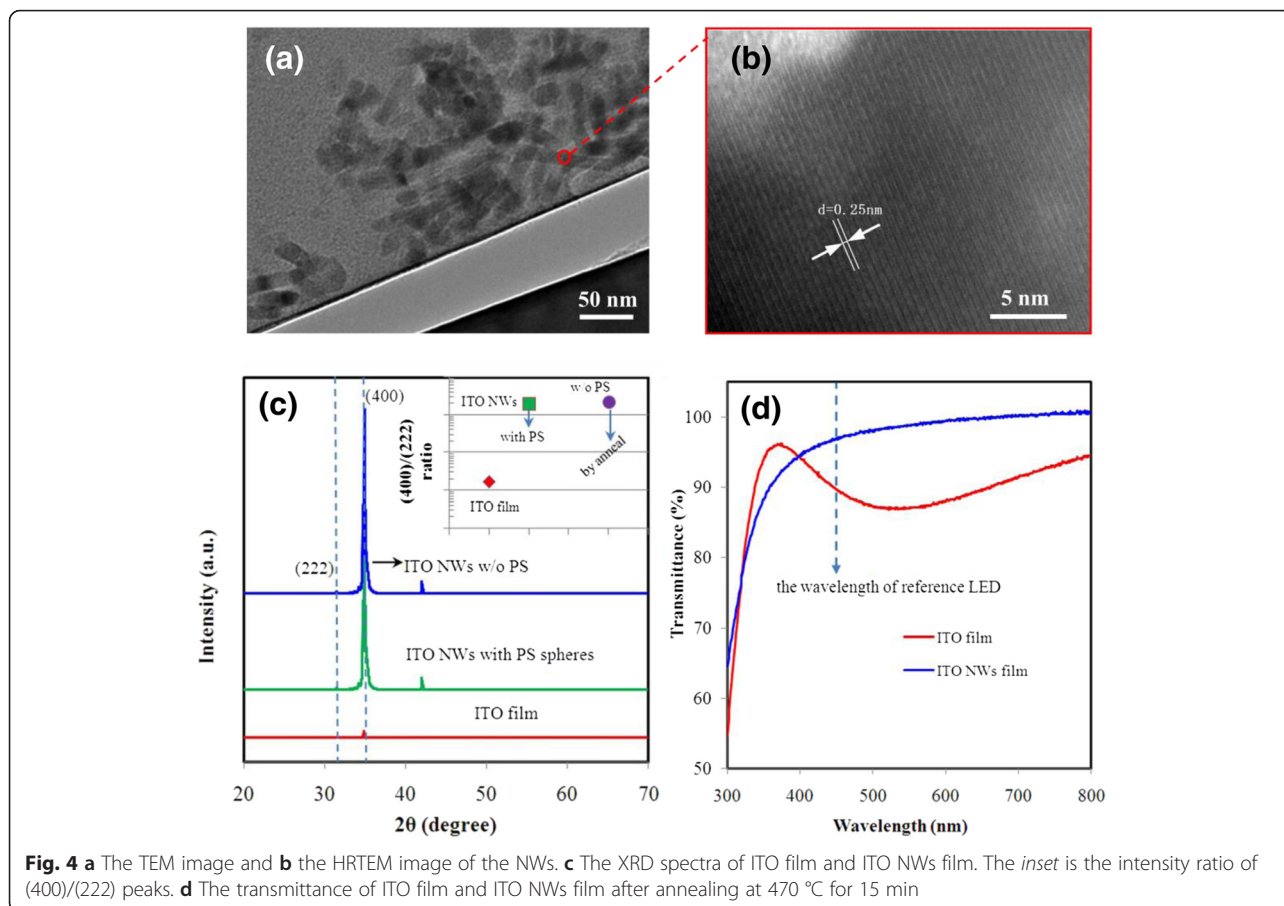 (a)
50 nm
(b)
d=0.25nm
5 nm
(c)
(400)
(222)
ITO NWs w/o PS
ITO NWs with PS spheres
ITO film
(400)/(222)
ratio
ITO NWs
with PS
w/o PS
by anneal
ITO film
Intensity (a.u.)
20 30 40 50 60 70
2θ (degree)
(d)
100
90
80
70
60
50
Transmittance (%)
the wavelength of reference LED
ITO film
ITO NWs film
300 400 500 600 700 800
Wavelength (nm)
Fig. 4 a The TEM image and b the HRTEM image of the NWs. c The XRD spectra of ITO film and ITO NWs film. The inset is the intensity ratio of
(400)/(222) peaks. d The transmittance of ITO film and ITO NWs film after annealing at 470 °C for 15 min